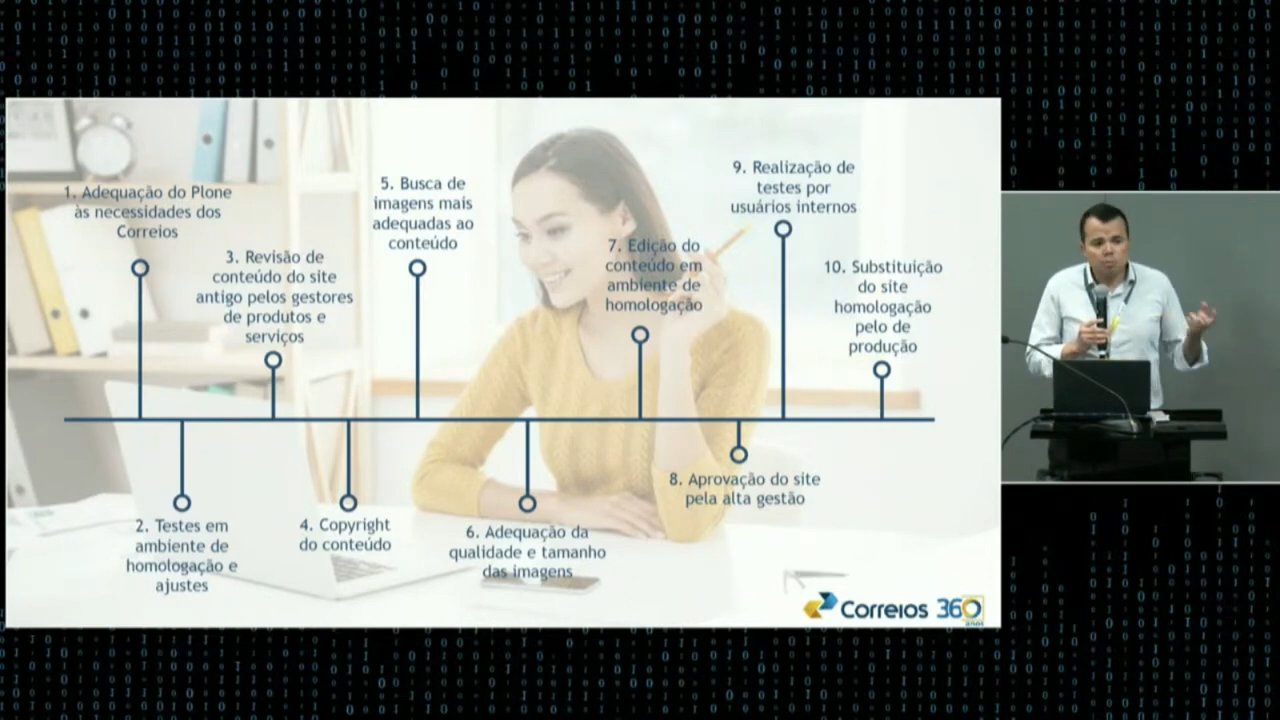 1. Adequação do Plone
às necessidades dos
Correios
2. Testes em
ambiente de
homologação e
ajustes
3. Revisão de
conteúdo do site
antigo pelos gestores
de produtos e
serviços
4. Copyright
do conteúdo
5. Busca de
imagens mais
adequadas ao
conteúdo
6. Adequação da
qualidade e tamanho
das imagens
7. Edição do
conteúdo em
ambiente de
homologação
8. Aprovação do site
pela alta gestão
9. Realização de
testes por
usuários internos
10. Substituição
do site
homologação
pelo de
produção
Correios 360